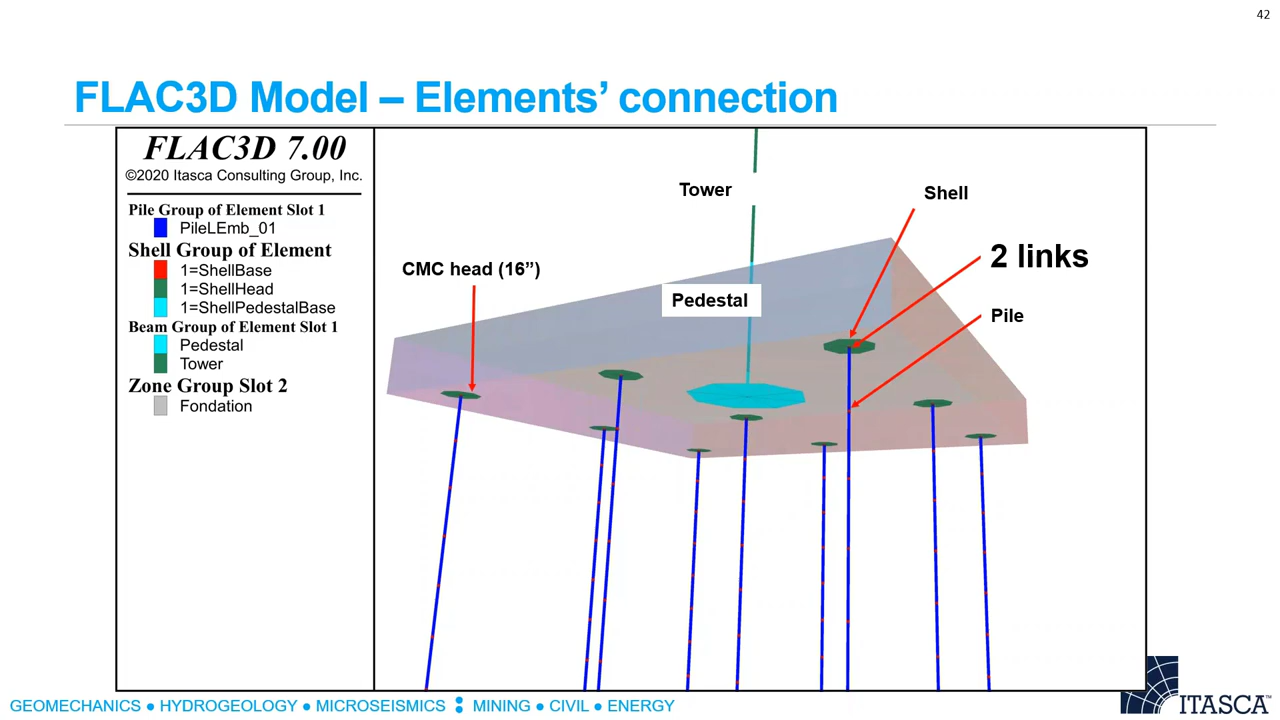 42
FLAC3D Model – Elements’ connection
FLAC3D 7.00
©2020 Itasca Consulting Group, Inc.
Pile Group of Element Slot 1
PileLEmb_01
Shell Group of Element
1=ShellBase
1=ShellHead
1=ShellPedestalBase
Beam Group of Element Slot 1
Pedestal
Tower
Zone Group Slot 2
Fondation
Tower
Shell
2 links
CMC head (16”)
Pedestal
Pile
GEOMECHANICS ● HYDROGEOLOGY ● MICROSEISMICS : MINING ● CIVIL ● ENERGY
ITASCA™